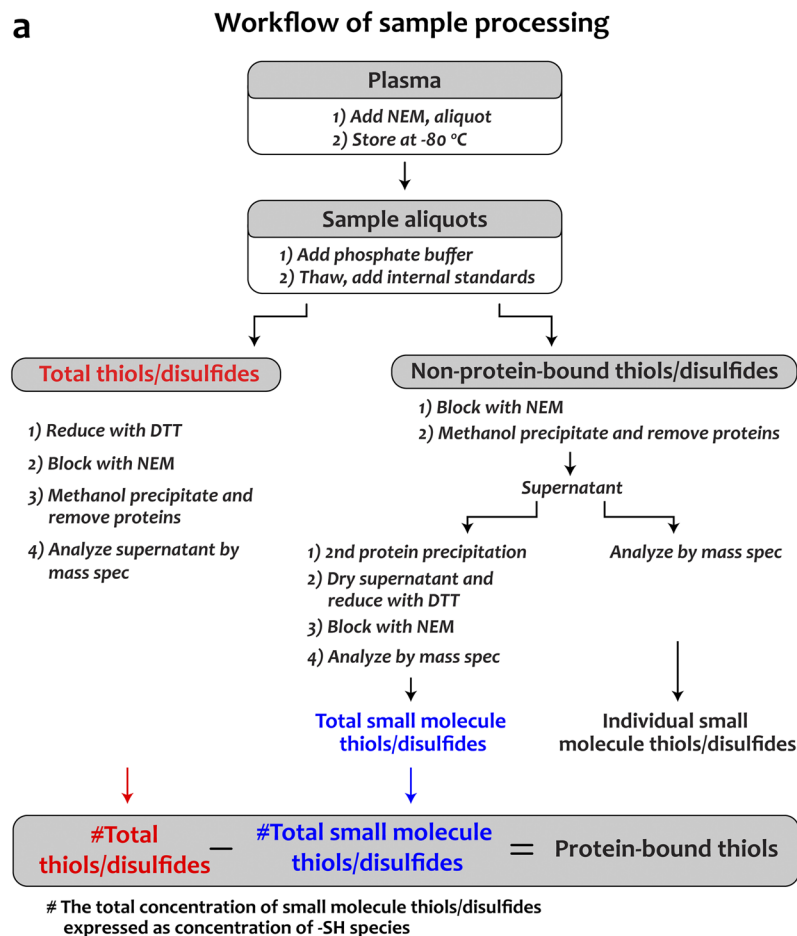 a
Workflow of sample processing
Plasma
1) Add NEM, aliquot
2) Store at -80 ºC
Sample aliquots
1) Add phosphate buffer
2) Thaw, add internal standards
Total thiols/disulfides
1) Reduce with DTT
2) Block with NEM
3) Methanol precipitate and
remove proteins
4) Analyze supernatant by
mass spec
Non-protein-bound thiols/disulfides
1) Block with NEM
2) Methanol precipitate and remove proteins
Supernatant
1) 2nd protein precipitation
2) Dry supernatant and
reduce with DTT
3) Block with NEM
4) Analyze by mass spec
Total small molecule
thiols/disulfides
Analyze by mass spec
Individual small
molecule thiols/disulfides
#Total
thiols/disulfides
–
#Total small molecule
thiols/disulfides
=
Protein-bound thiols
# The total concentration of small molecule thiols/disulfides
expressed as concentration of -SH species